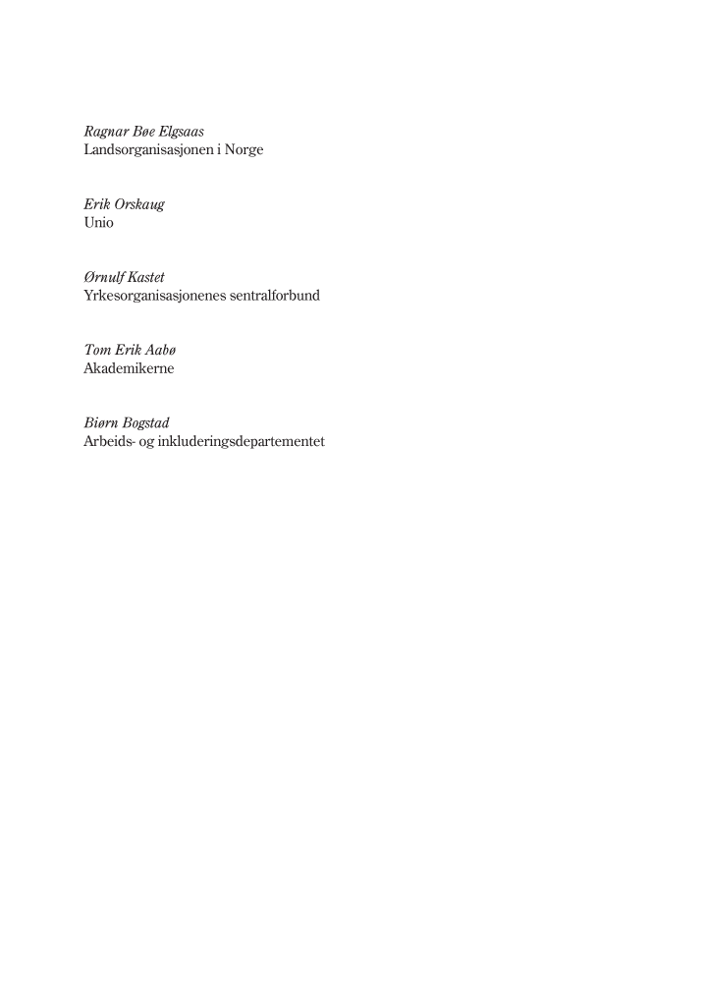 Ragnar Bøe Elgsaas
Landsorganisasjonen i Norge
Erik Orskaug
Unio
Ørnulf Kastet
Yrkesorganisasjonenes sentralforbund
Tom Erik Aabø
Akademikerne
Biørn Bogstad
Arbeids- og inkluderingsdepartementet